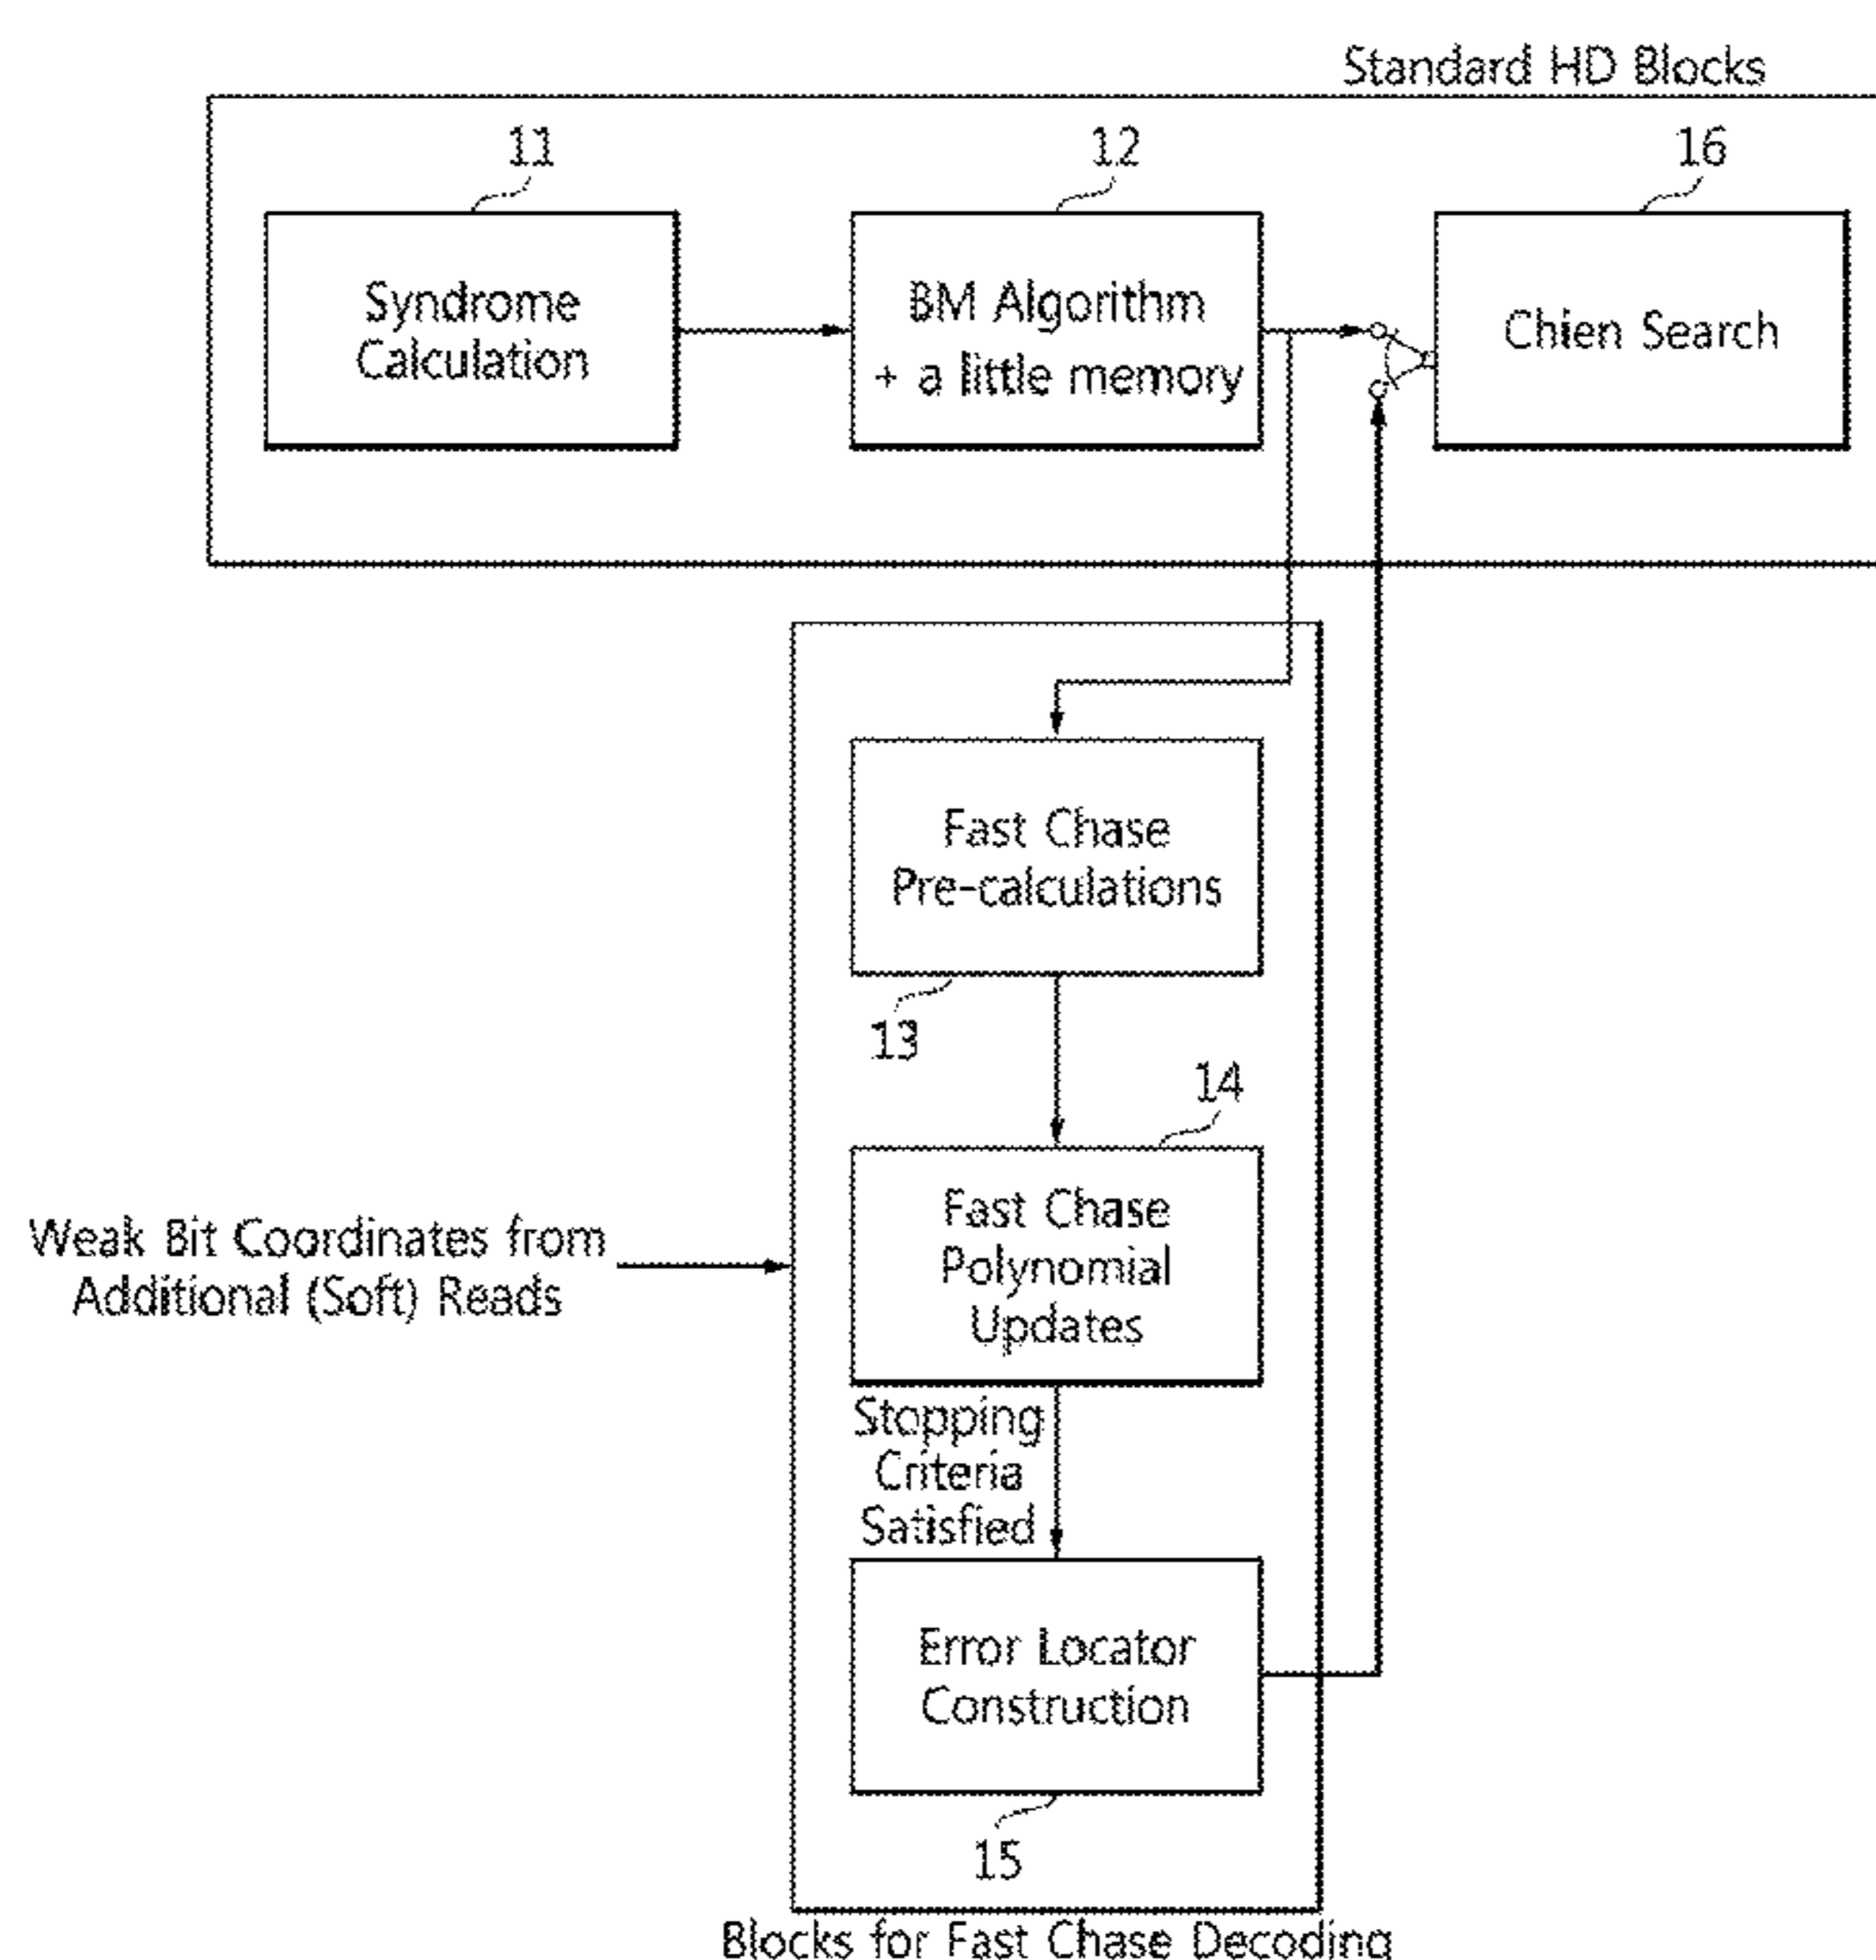 Standard HD Blocks
11
12
16
Syndrome
Calculation
BM Algorithm
+ a little memory
Chien Search
Fast Chase
Pre-calculations
13
14
Weak Bit Coordinates from
Additional (Soft) Reads
Fast Chase
Polynomial
Updates
Stopping
Criteria
Satisfied
Error Locator
Construction
15
Blocks for Fast Chase Decoding